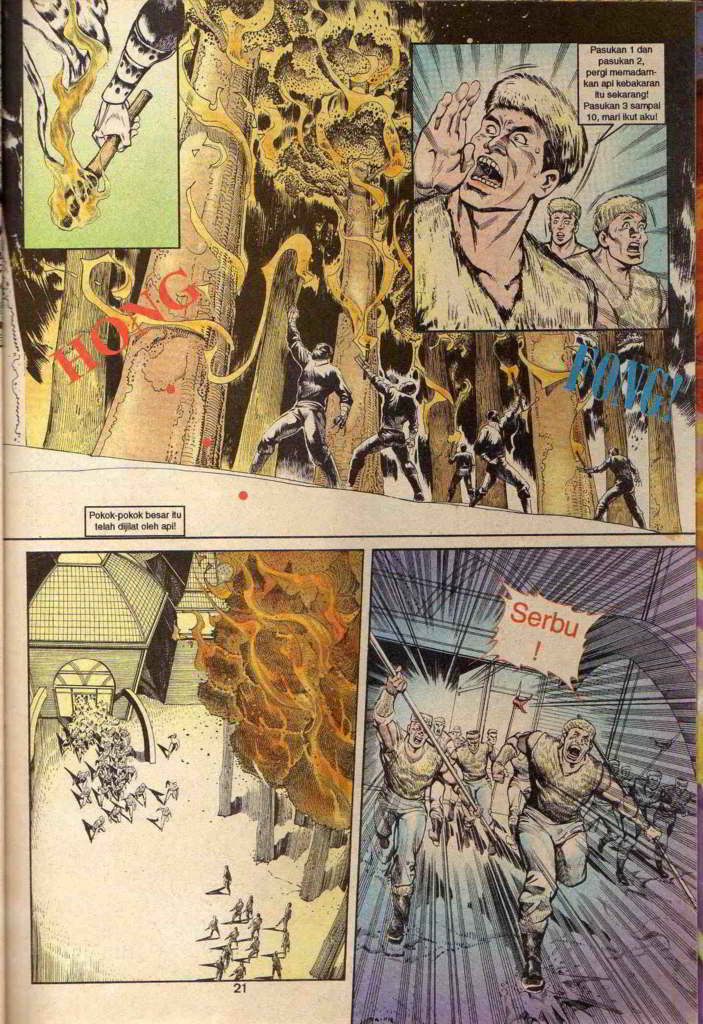 Pasukan 1 dan
pasukan 2,
pergi memadam-
kan api kebakaran
itu sekarang!
Pasukan 3 sampai
10, mari ikut aku!
HONG
FONG!
Pokok-pokok besar itu
telah dijilat oleh api!
Serbu
!
21